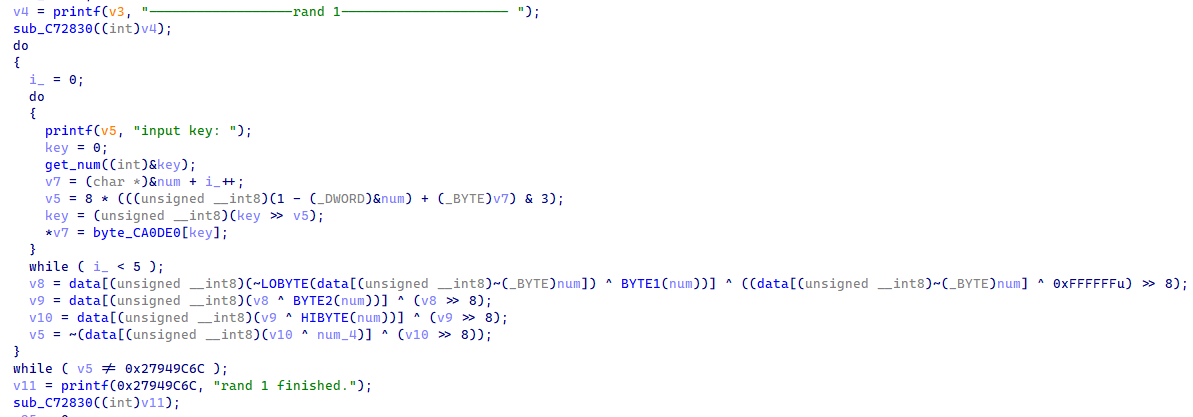 v4 = printf(v3, "——————————————————rand 1————————————————————— ");
sub_C72830((int)v4);
do
{
i_ = 0;
do
{
printf(v5, "input key: ");
key = 0;
get_num((int)&key);
v7 = (char *)&num + i_++;
v5 = 8 * (((unsigned __int8)(1 - (_DWORD)&num) + (_BYTE)v7) & 3);
key = (unsigned __int8)(key >> v5);
*v7 = byte_CA0DE0[key];
}
while ( i_ < 5 );
v8 = data[(unsigned __int8)(~LOBYTE(data[(unsigned __int8)~(_BYTE)num]) ^ BYTE1(num))] ^ ((data[(unsigned __int8)~(_BYTE)num] ^ 0xFFFFFFu) >> 8);
v9 = data[(unsigned __int8)(v8 ^ BYTE2(num))] ^ (v8 >> 8);
v10 = data[(unsigned __int8)(v9 ^ HIBYTE(num))] ^ (v9 >> 8);
v5 = ~(data[(unsigned __int8)(v10 ^ num_4)] ^ (v10 >> 8));
}
while ( v5 != 0x27949C6C );
v11 = printf(0x27949C6C, "rand 1 finished.");
sub_C72830((int)v11);